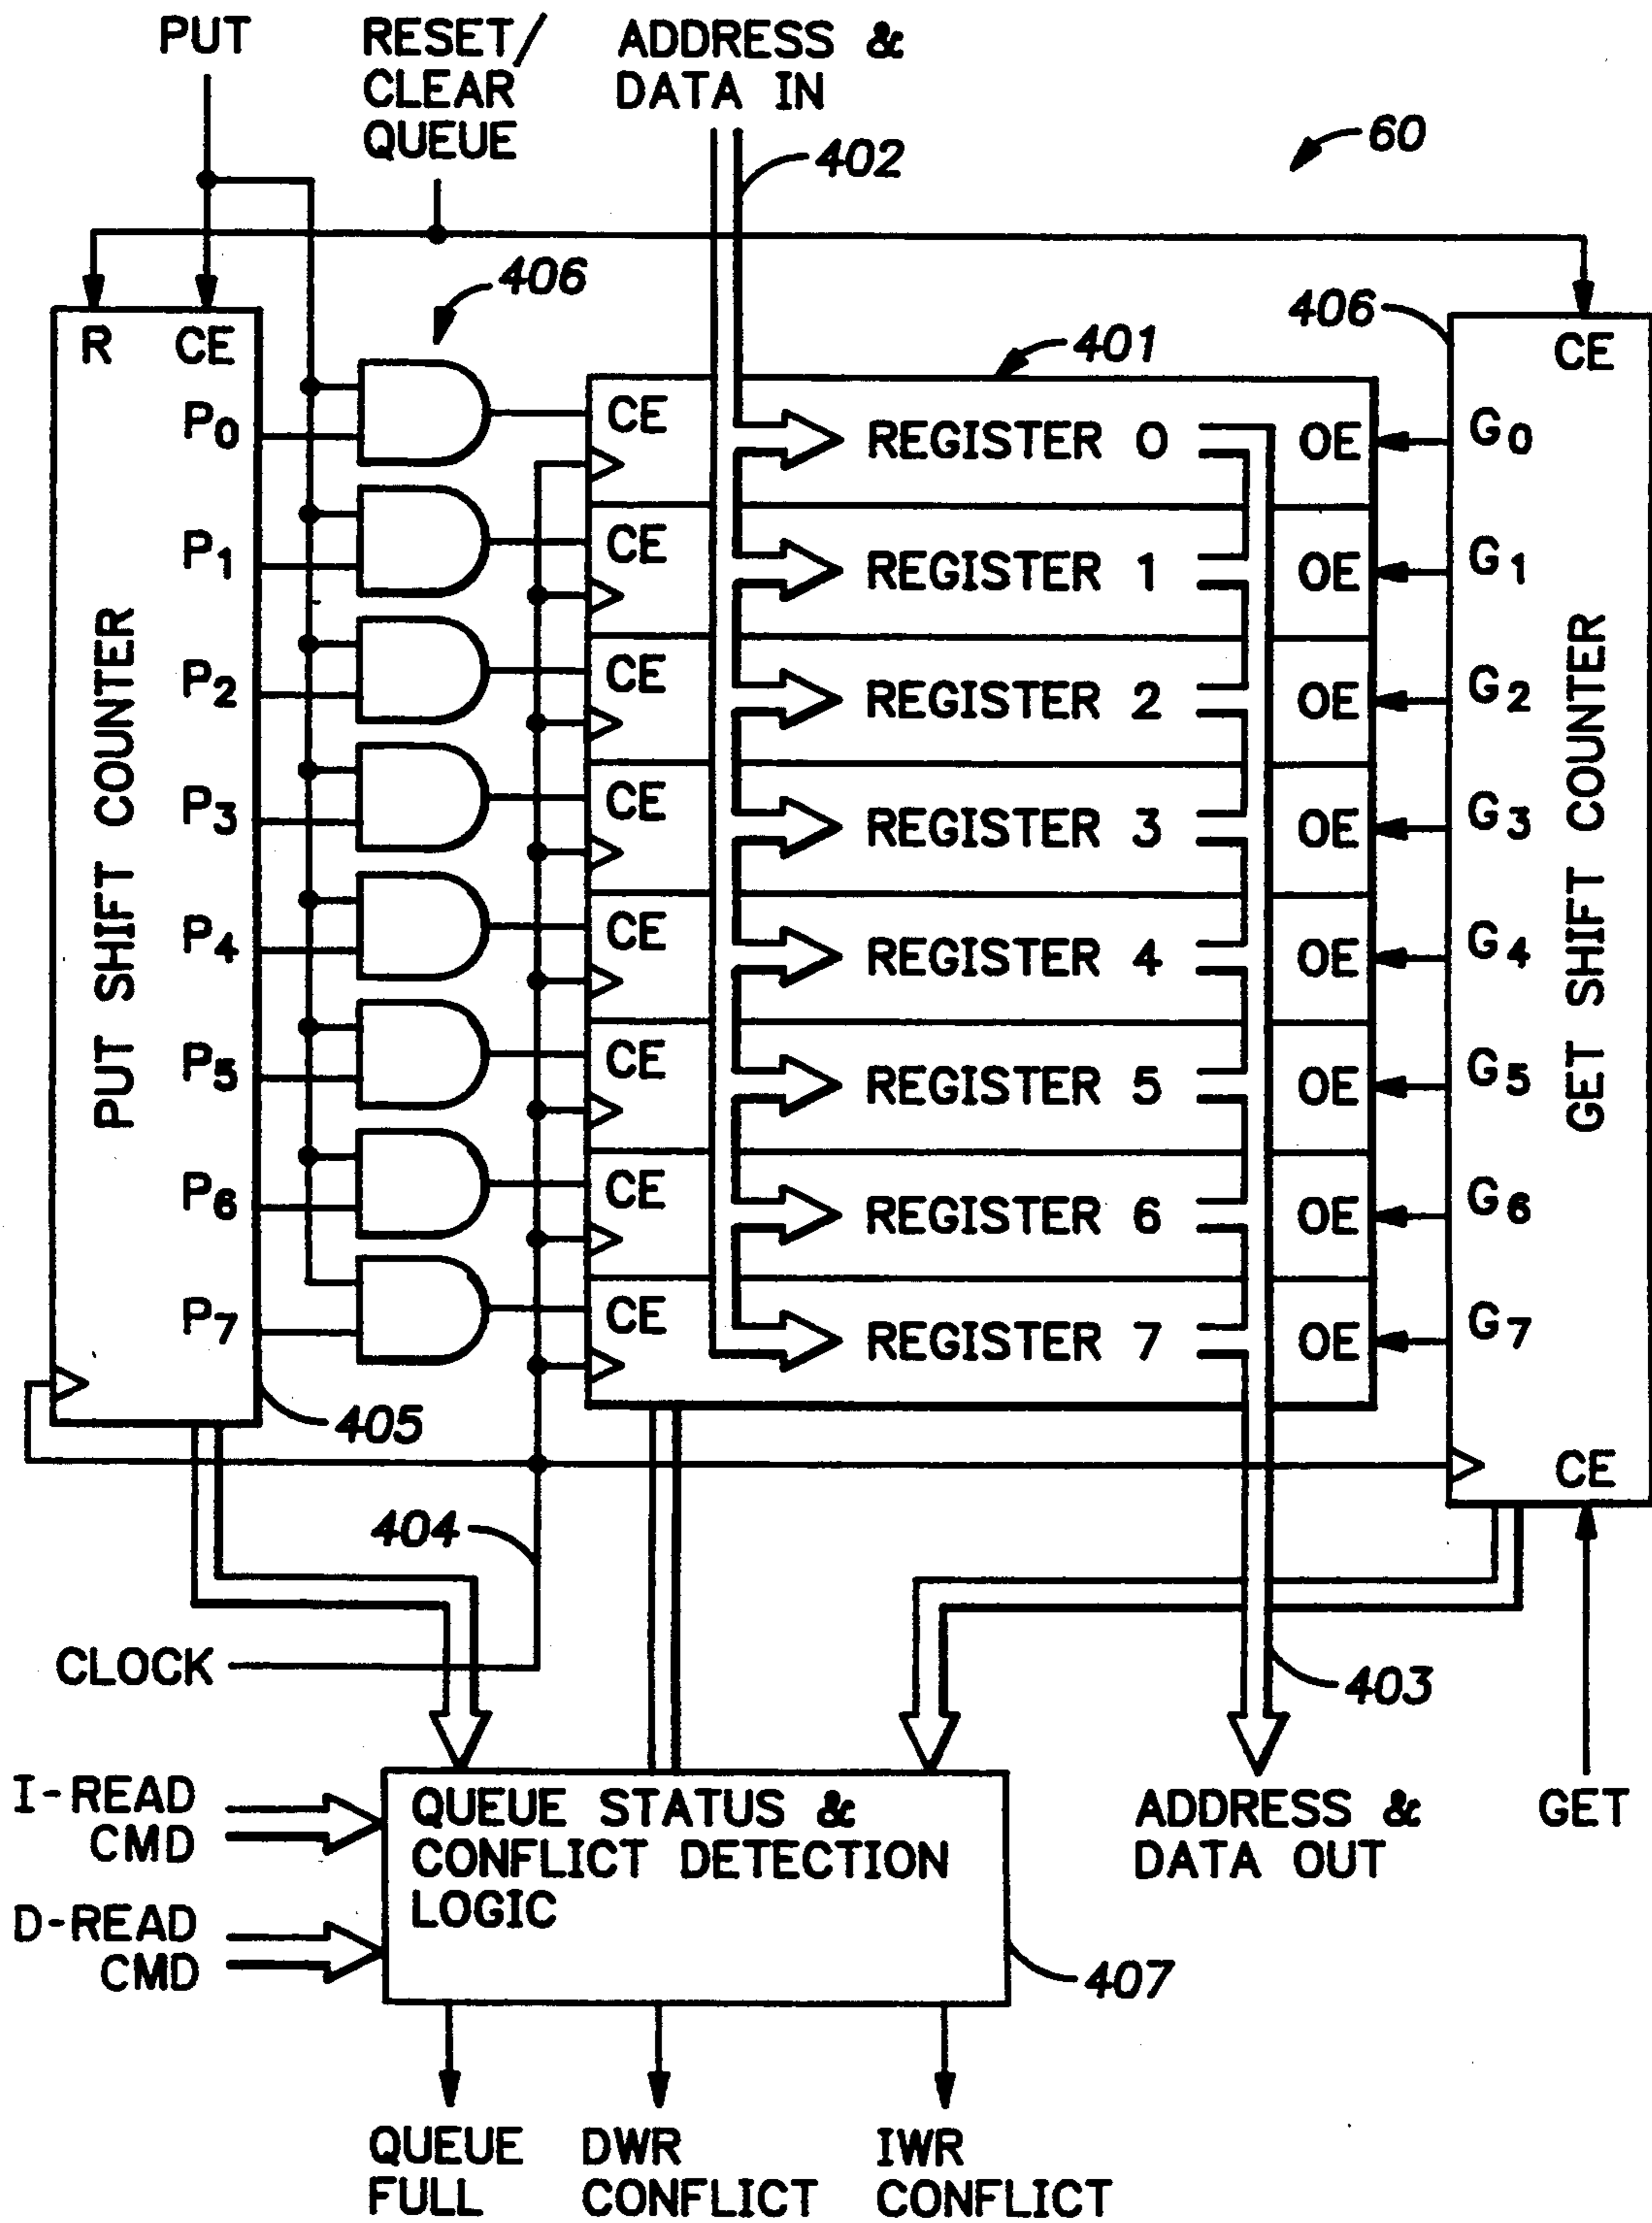 PUT
RESET/
CLEAR
QUEUE
ADDRESS &
DATA IN
60
402
406
406
401
R CE
CE
P0
P1
P2
P3
P4
P5
P6
P7
PUT SHIFT COUNTER
CE REGISTER 0 OE
CE REGISTER 1 OE
CE REGISTER 2 OE
CE REGISTER 3 OE
CE REGISTER 4 OE
CE REGISTER 5 OE
CE REGISTER 6 OE
CE REGISTER 7 OE
G0
G1
G2
G3
G4
G5
G6
G7
GET SHIFT COUNTER
CE
405
404
CLOCK
403
I-READ
CMD
D-READ
CMD
QUEUE STATUS &
CONFLICT DETECTION
LOGIC
407
ADDRESS &
DATA OUT
GET
QUEUE
FULL
DWR
CONFLICT
IWR
CONFLICT